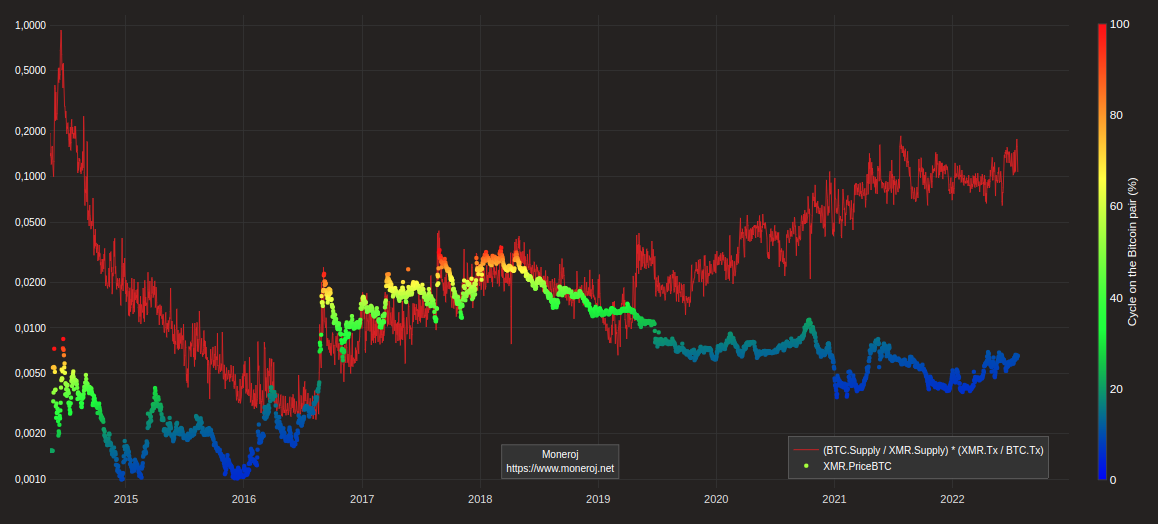 1,0000
0,5000
0,2000
0,1000
0,0500
0,0200
0,0100
0,0050
0,0020
0,0010
2015 2016 2017 2018 2019 2020 2021 2022
Moneroj
https://www.moneroj.net
(BTC.Supply / XMR.Supply) * (XMR.Tx / BTC.Tx)
XMR.PriceBTC
100
80
60
40
20
0
Cycle on the Bitcoin pair (%)